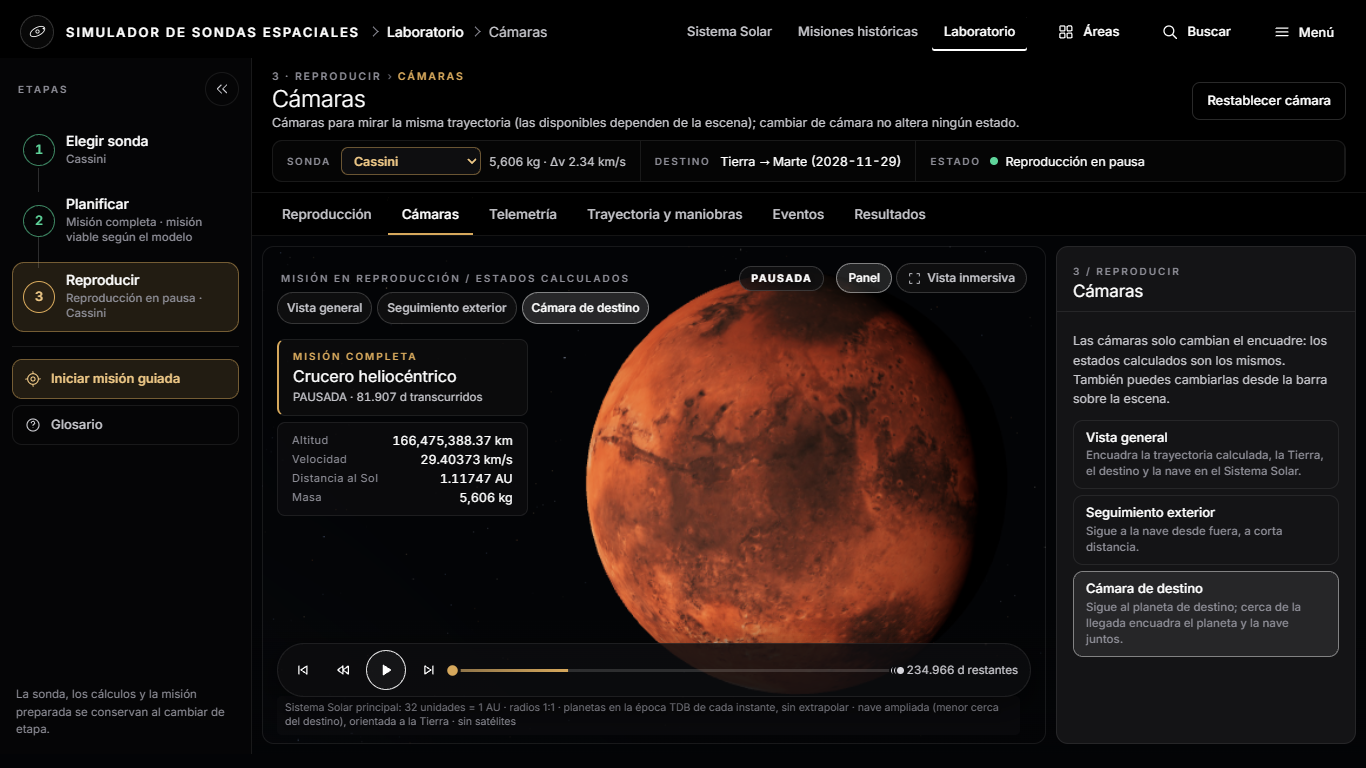 SIMULADOR DE SONDAS ESPACIALES
Laboratorio
Cámaras
Sistema Solar
Misiones históricas
Laboratorio
Áreas
Buscar
Menú
ETAPAS
1
Elegir sonda
Cassini
2
Planificar
Misión completa · misión
viable según el modelo
3
Reproducir
Reproducción en pausa ·
Cassini
Iniciar misión guiada
Glosario
La sonda, los cálculos y la misión
preparada se conservan al cambiar de
etapa.
3 · REPRODUCIR › CÁMARAS
Cámaras
Cámaras para mirar la misma trayectoria (las disponibles dependen de la escena); cambiar de cámara no altera ningún estado.
Restablecer cámara
SONDA
Cassini
5,606 kg · Δv 2.34 km/s
DESTINO
Tierra → Marte (2028-11-29)
ESTADO
Reproducción en pausa
Reproducción
Cámaras
Telemetría
Trayectoria y maniobras
Eventos
Resultados
MISIÓN EN REPRODUCCIÓN / ESTADOS CALCULADOS
PAUSADA
Panel
Vista inmersiva
Vista general
Seguimiento exterior
Cámara de destino
MISIÓN COMPLETA
Crucero heliocéntrico
PAUSADA · 81.907 d transcurridos
Altitud 166,475,388.37 km
Velocidad 29.40373 km/s
Distancia al Sol 1.11747 AU
Masa 5,606 kg
234.966 d restantes
Sistema Solar principal: 32 unidades = 1 AU · radios 1:1 · planetas en la época TDB de cada instante, sin extrapolar · nave ampliada (menor cerca
del destino), orientada a la Tierra · sin satélites
3 / REPRODUCIR
Cámaras
Las cámaras solo cambian el encuadre: los
estados calculados son los mismos.
También puedes cambiarlas desde la barra
sobre la escena.
Vista general
Encuadra la trayectoria calculada, la Tierra,
el destino y la nave en el Sistema Solar.
Seguimiento exterior
Sigue a la nave desde fuera, a corta
distancia.
Cámara de destino
Sigue al planeta de destino; cerca de la
llegada encuadra el planeta y la nave
juntos.